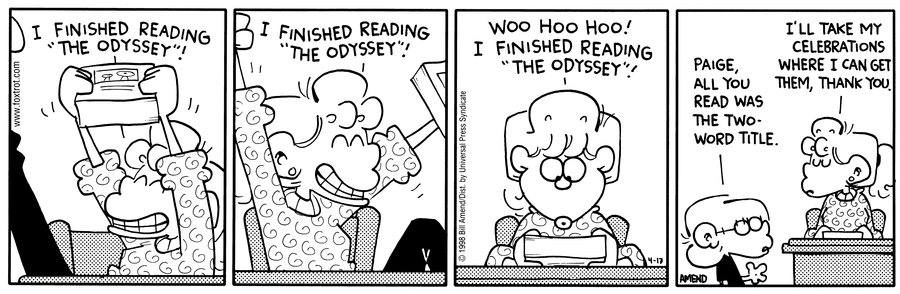 I FINISHED READING
"THE ODYSSEY"!
www.foxtrot.com
I FINISHED READING
"THE ODYSSEY"!
WOO HOO HOO!
I FINISHED READING
"THE ODYSSEY"!
© 1998 Bill Amend/Dist. by Universal Press Syndicate
4-17
PAIGE,
ALL YOU
READ WAS
THE TWO-
WORD TITLE.
I'LL TAKE MY
CELEBRATIONS
WHERE I CAN GET
THEM, THANK YOU.
AMEND